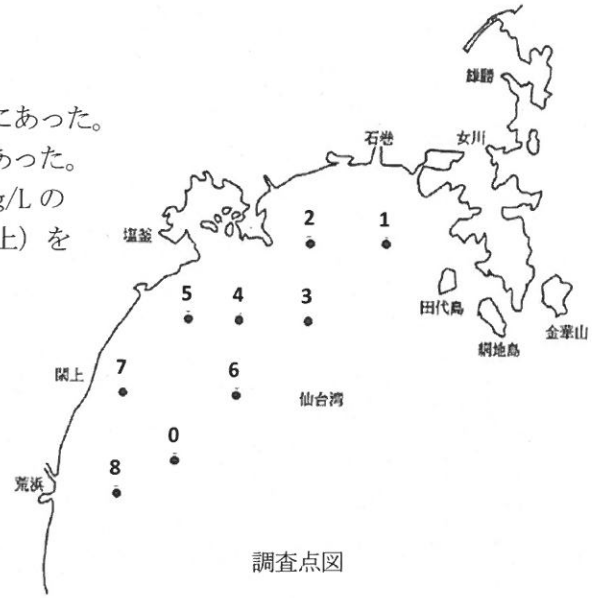 にあった。
あった。
g/L の
上）を
雄勝
石巻
女川
塩釜
2
1
5
4
3
田代島
網地島
金華山
閖上
7
6
仙台湾
0
8
荒浜
調査点図